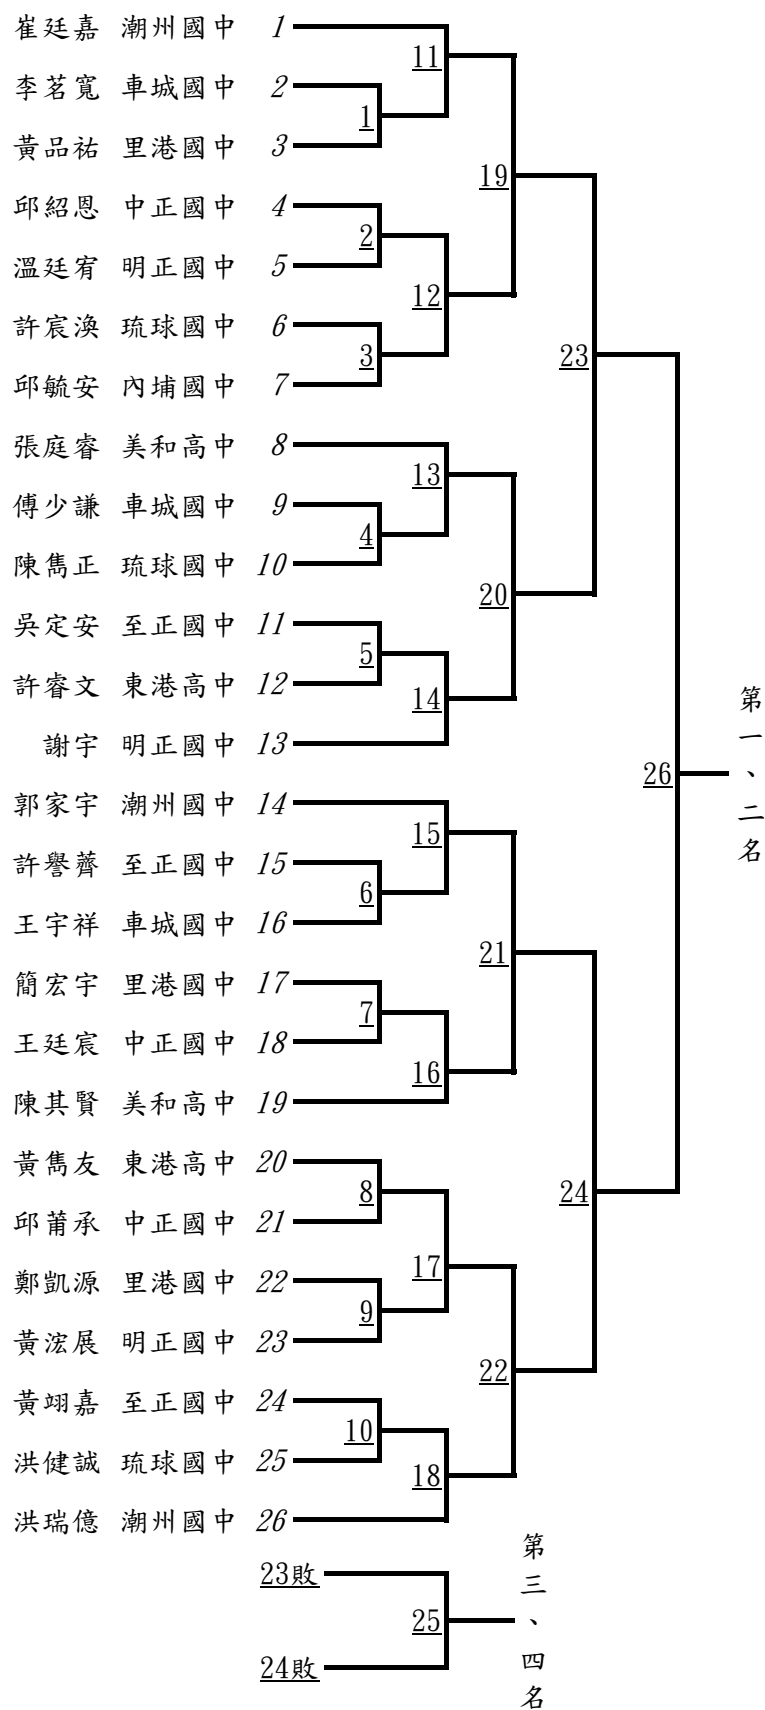 崔廷嘉 潮州國中 1
11
李茗寬 車城國中 2
1
黃品祐 里港國中 3
19
邱紹恩 中正國中 4
2
溫廷宥 明正國中 5
12
許宸渙 琉球國中 6
3
23
邱毓安 內埔國中 7
張庭睿 美和高中 8
13
傅少謙 車城國中 9
4
陳雋正 琉球國中 10
20
吳定安 至正國中 11
5
許睿文 東港高中 12
14
謝宇 明正國中 13
26
第一、二名
郭家宇 潮州國中 14
15
許譽薺 至正國中 15
6
王宇祥 車城國中 16
21
簡宏宇 里港國中 17
7
王廷宸 中正國中 18
16
陳其賢 美和高中 19
黃雋友 東港高中 20
8
24
邱莆承 中正國中 21
17
鄭凱源 里港國中 22
9
黃浤展 明正國中 23
22
黃翊嘉 至正國中 24
10
洪健誠 琉球國中 25
18
洪瑞億 潮州國中 26
23敗
25
第三、四名
24敗